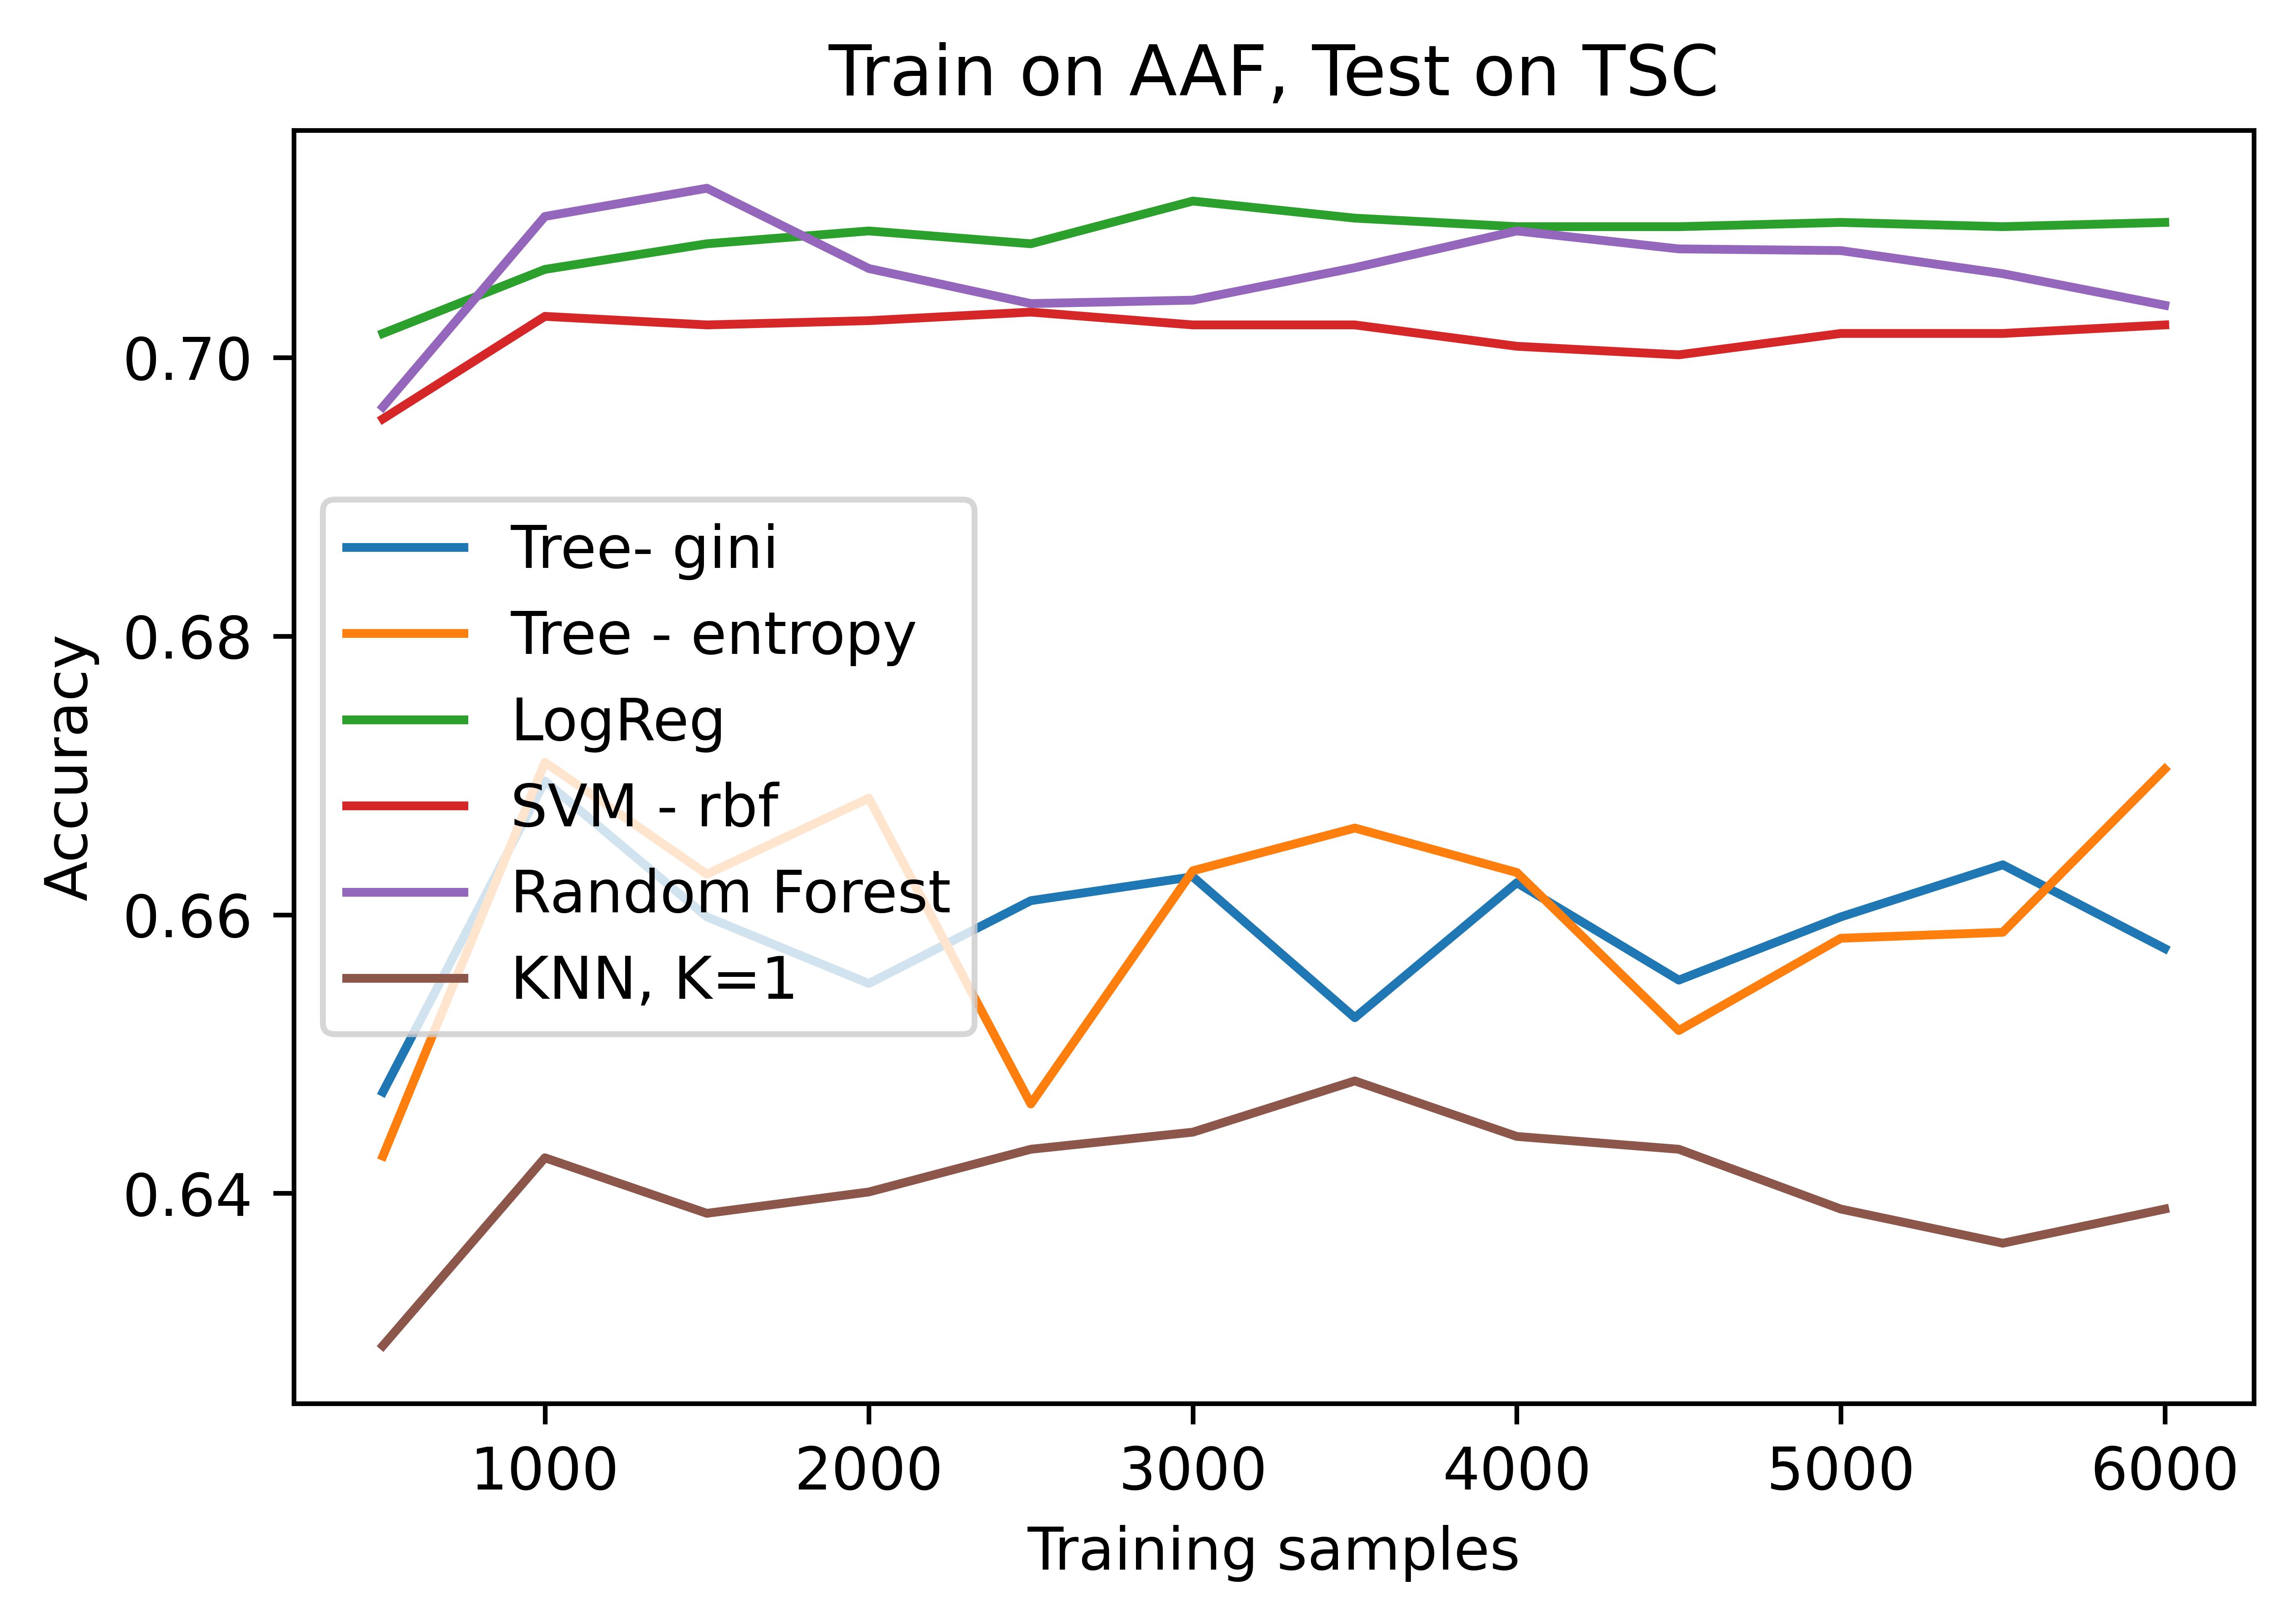 Train on AAF, Test on TSC
Accuracy
0.70
0.68
0.66
0.64
Tree- gini
Tree - entropy
LogReg
SVM - rbf
Random Forest
KNN, K=1
1000 2000 3000 4000 5000 6000
Training samples